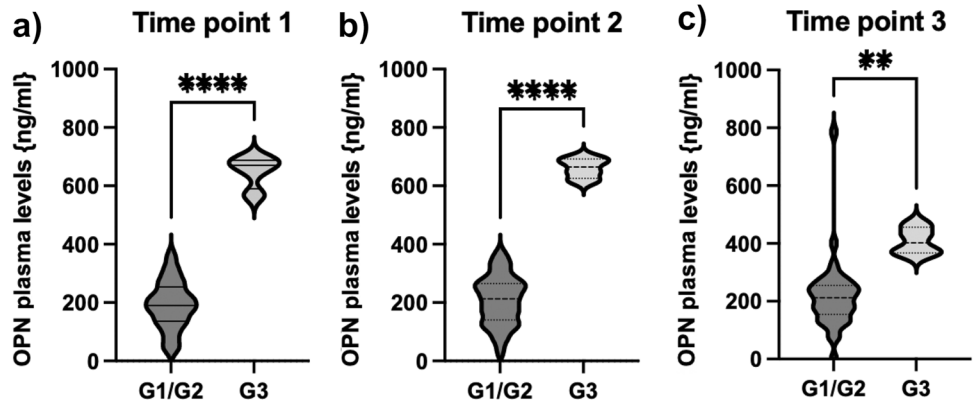 a)
Time point 1
OPN plasma levels {ng/ml}
1000
800
600
400
200
0
****
G1/G2
G3
b)
Time point 2
OPN plasma levels {ng/ml}
1000
800
600
400
200
0
****
G1/G2
G3
c)
Time point 3
OPN plasma levels {ng/ml}
1000
800
600
400
200
0
**
G1/G2
G3